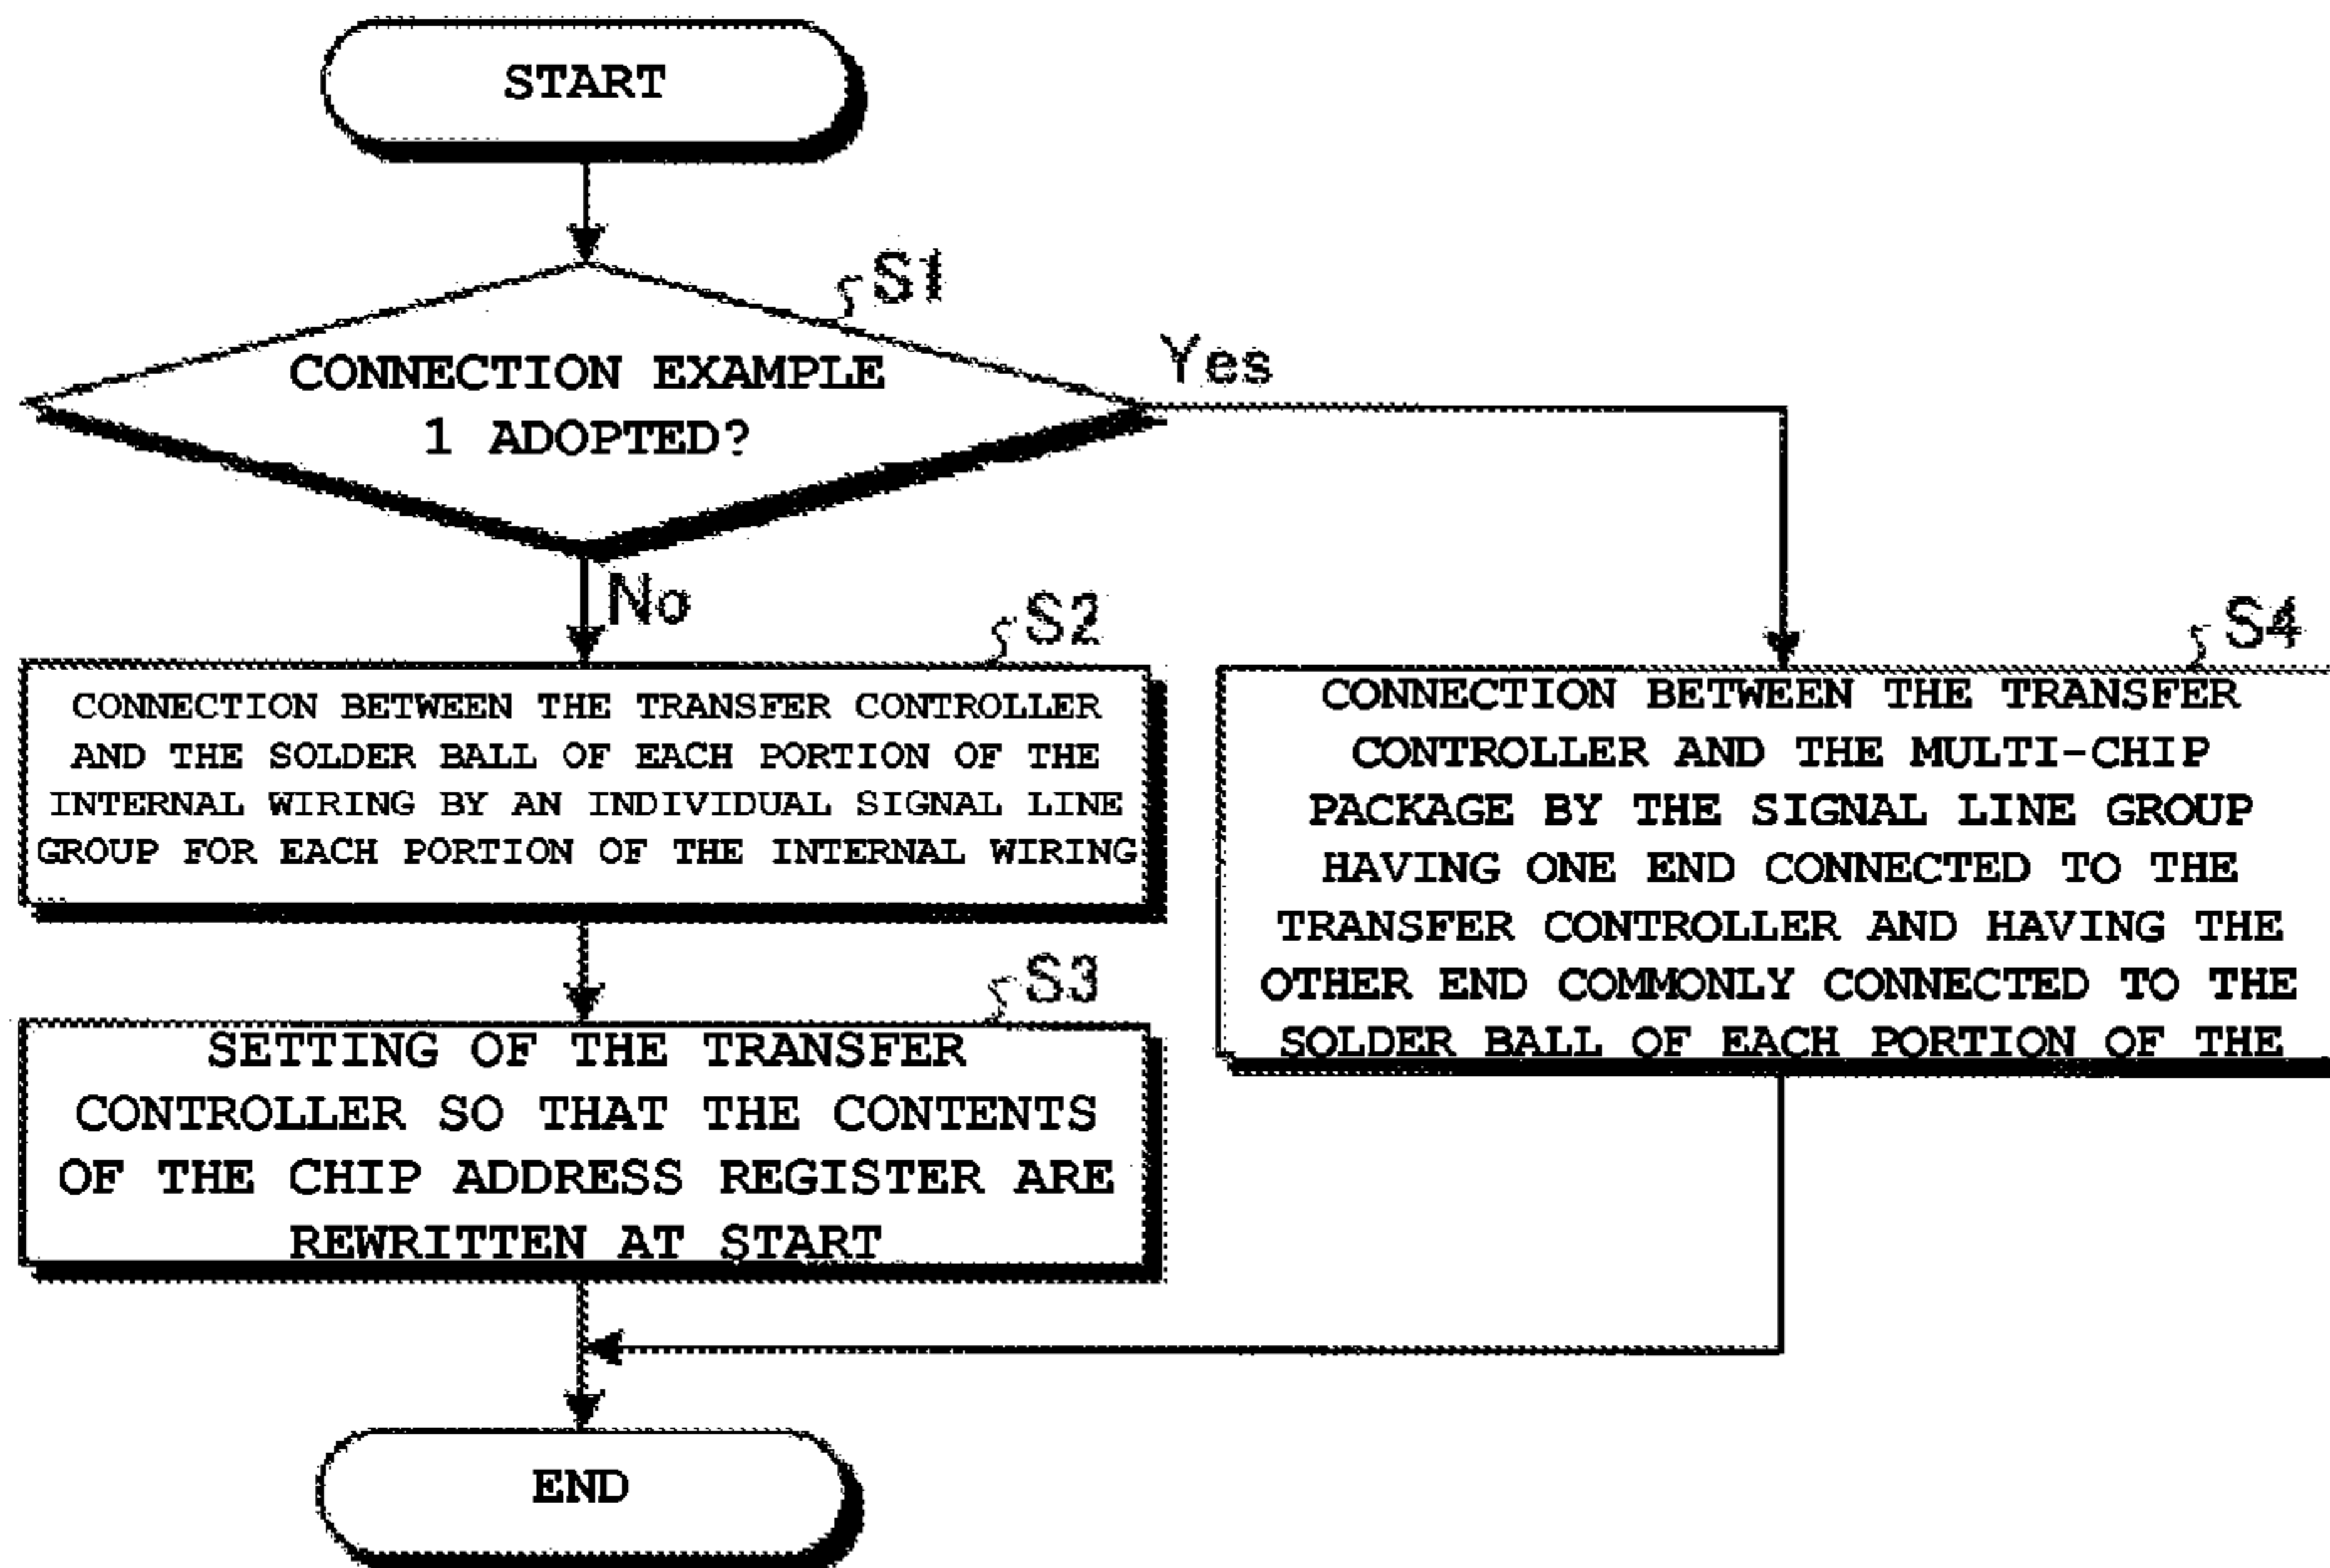 START
S1
CONNECTION EXAMPLE
1 ADOPTED?
Yes
No
S2
CONNECTION BETWEEN THE TRANSFER CONTROLLER
AND THE SOLDER BALL OF EACH PORTION OF THE
INTERNAL WIRING BY AN INDIVIDUAL SIGNAL LINE
GROUP FOR EACH PORTION OF THE INTERNAL WIRING
S3
SETTING OF THE TRANSFER
CONTROLLER SO THAT THE CONTENTS
OF THE CHIP ADDRESS REGISTER ARE
REWRITTEN AT START
S4
CONNECTION BETWEEN THE TRANSFER
CONTROLLER AND THE MULTI-CHIP
PACKAGE BY THE SIGNAL LINE GROUP
HAVING ONE END CONNECTED TO THE
TRANSFER CONTROLLER AND HAVING THE
OTHER END COMMONLY CONNECTED TO THE
SOLDER BALL OF EACH PORTION OF THE
END